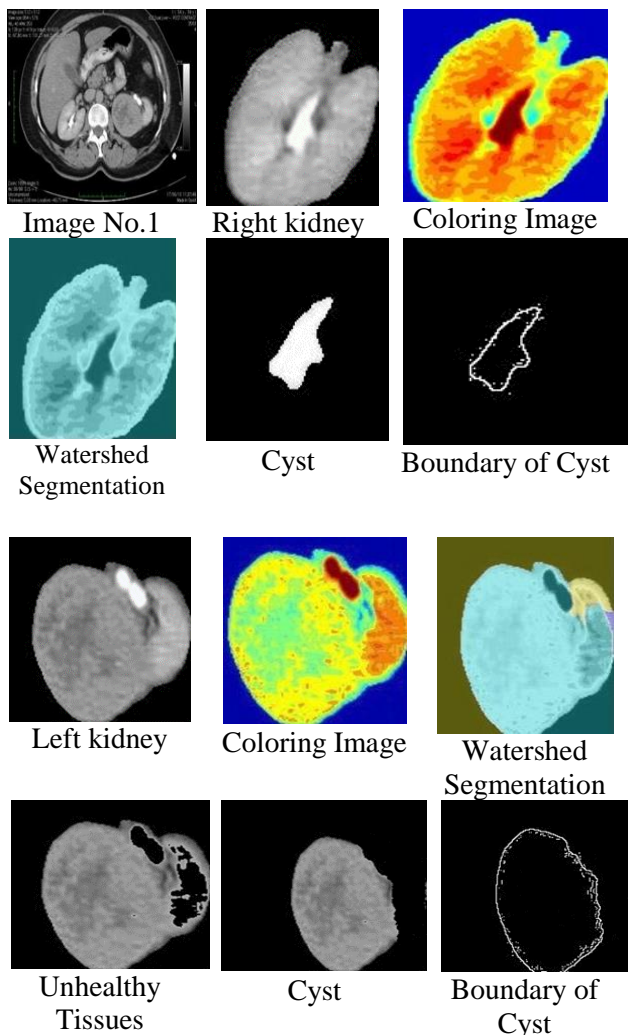 Image No.1
Right kidney
Coloring Image
Watershed
Segmentation
Cyst
Boundary of Cyst
Left kidney
Coloring Image
Watershed
Segmentation
Unhealthy
Tissues
Cyst
Boundary of
Cyst